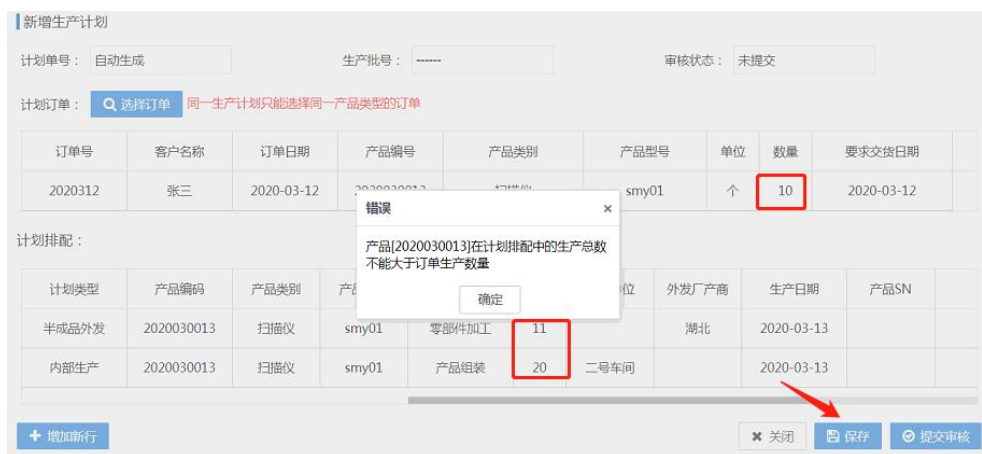 新增生产计划
计划单号： 自动生成 生产批号： ------ 审核状态： 未提交
计划订单： 选择订单 同一生产计划只能选择同一产品类型的订单
订单号 客户名称 订单日期 产品编号 产品类别 产品型号 单位 数量 要求交货日期
2020312 张三 2020-03-12 smy01 个 10 2020-03-12
错误 ×
产品[2020030013]在计划排配中的生产总数
不能大于订单生产数量
确定
计划排配：
计划类型 产品编码 产品类别 外发厂商 生产日期 产品SN
半成品外发 2020030013 扫描仪 smy01 零部件加工 11 湖北 2020-03-13
内部生产 2020030013 扫描仪 smy01 产品组装 20 二号车间 2020-03-13
+ 增加新行 × 关闭 保存 提交审核